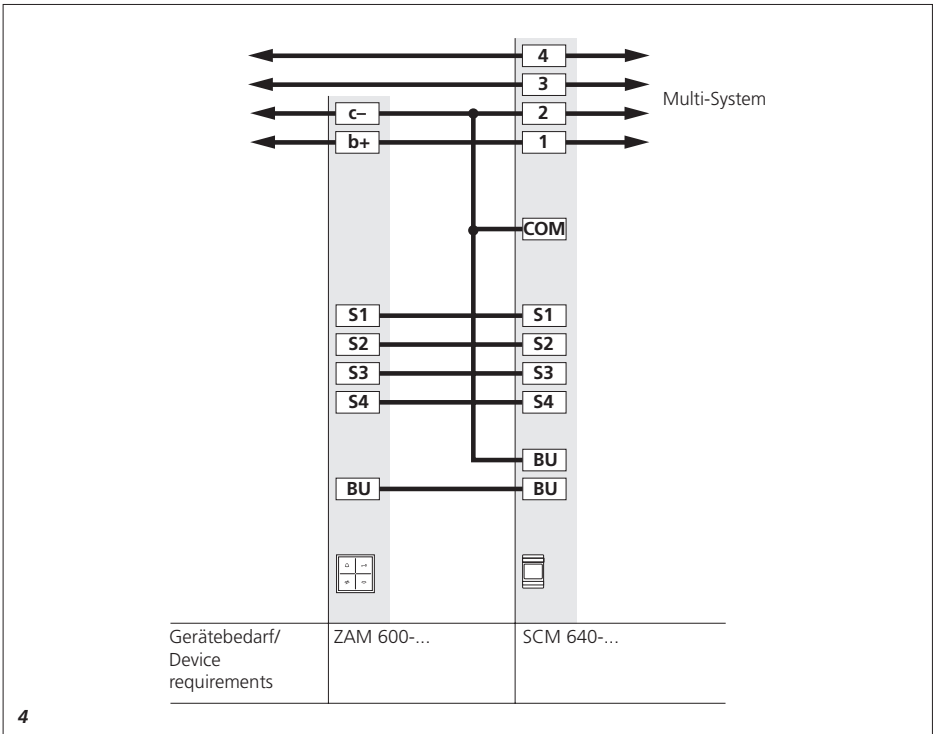 4
3
c– 2 Multi-System
b+ 1
COM
S1 S1
S2 S2
S3 S3
S4 S4
BU
BU BU
Gerätebedarf/ ZAM 600-... SCM 640-...
Device
requirements
4